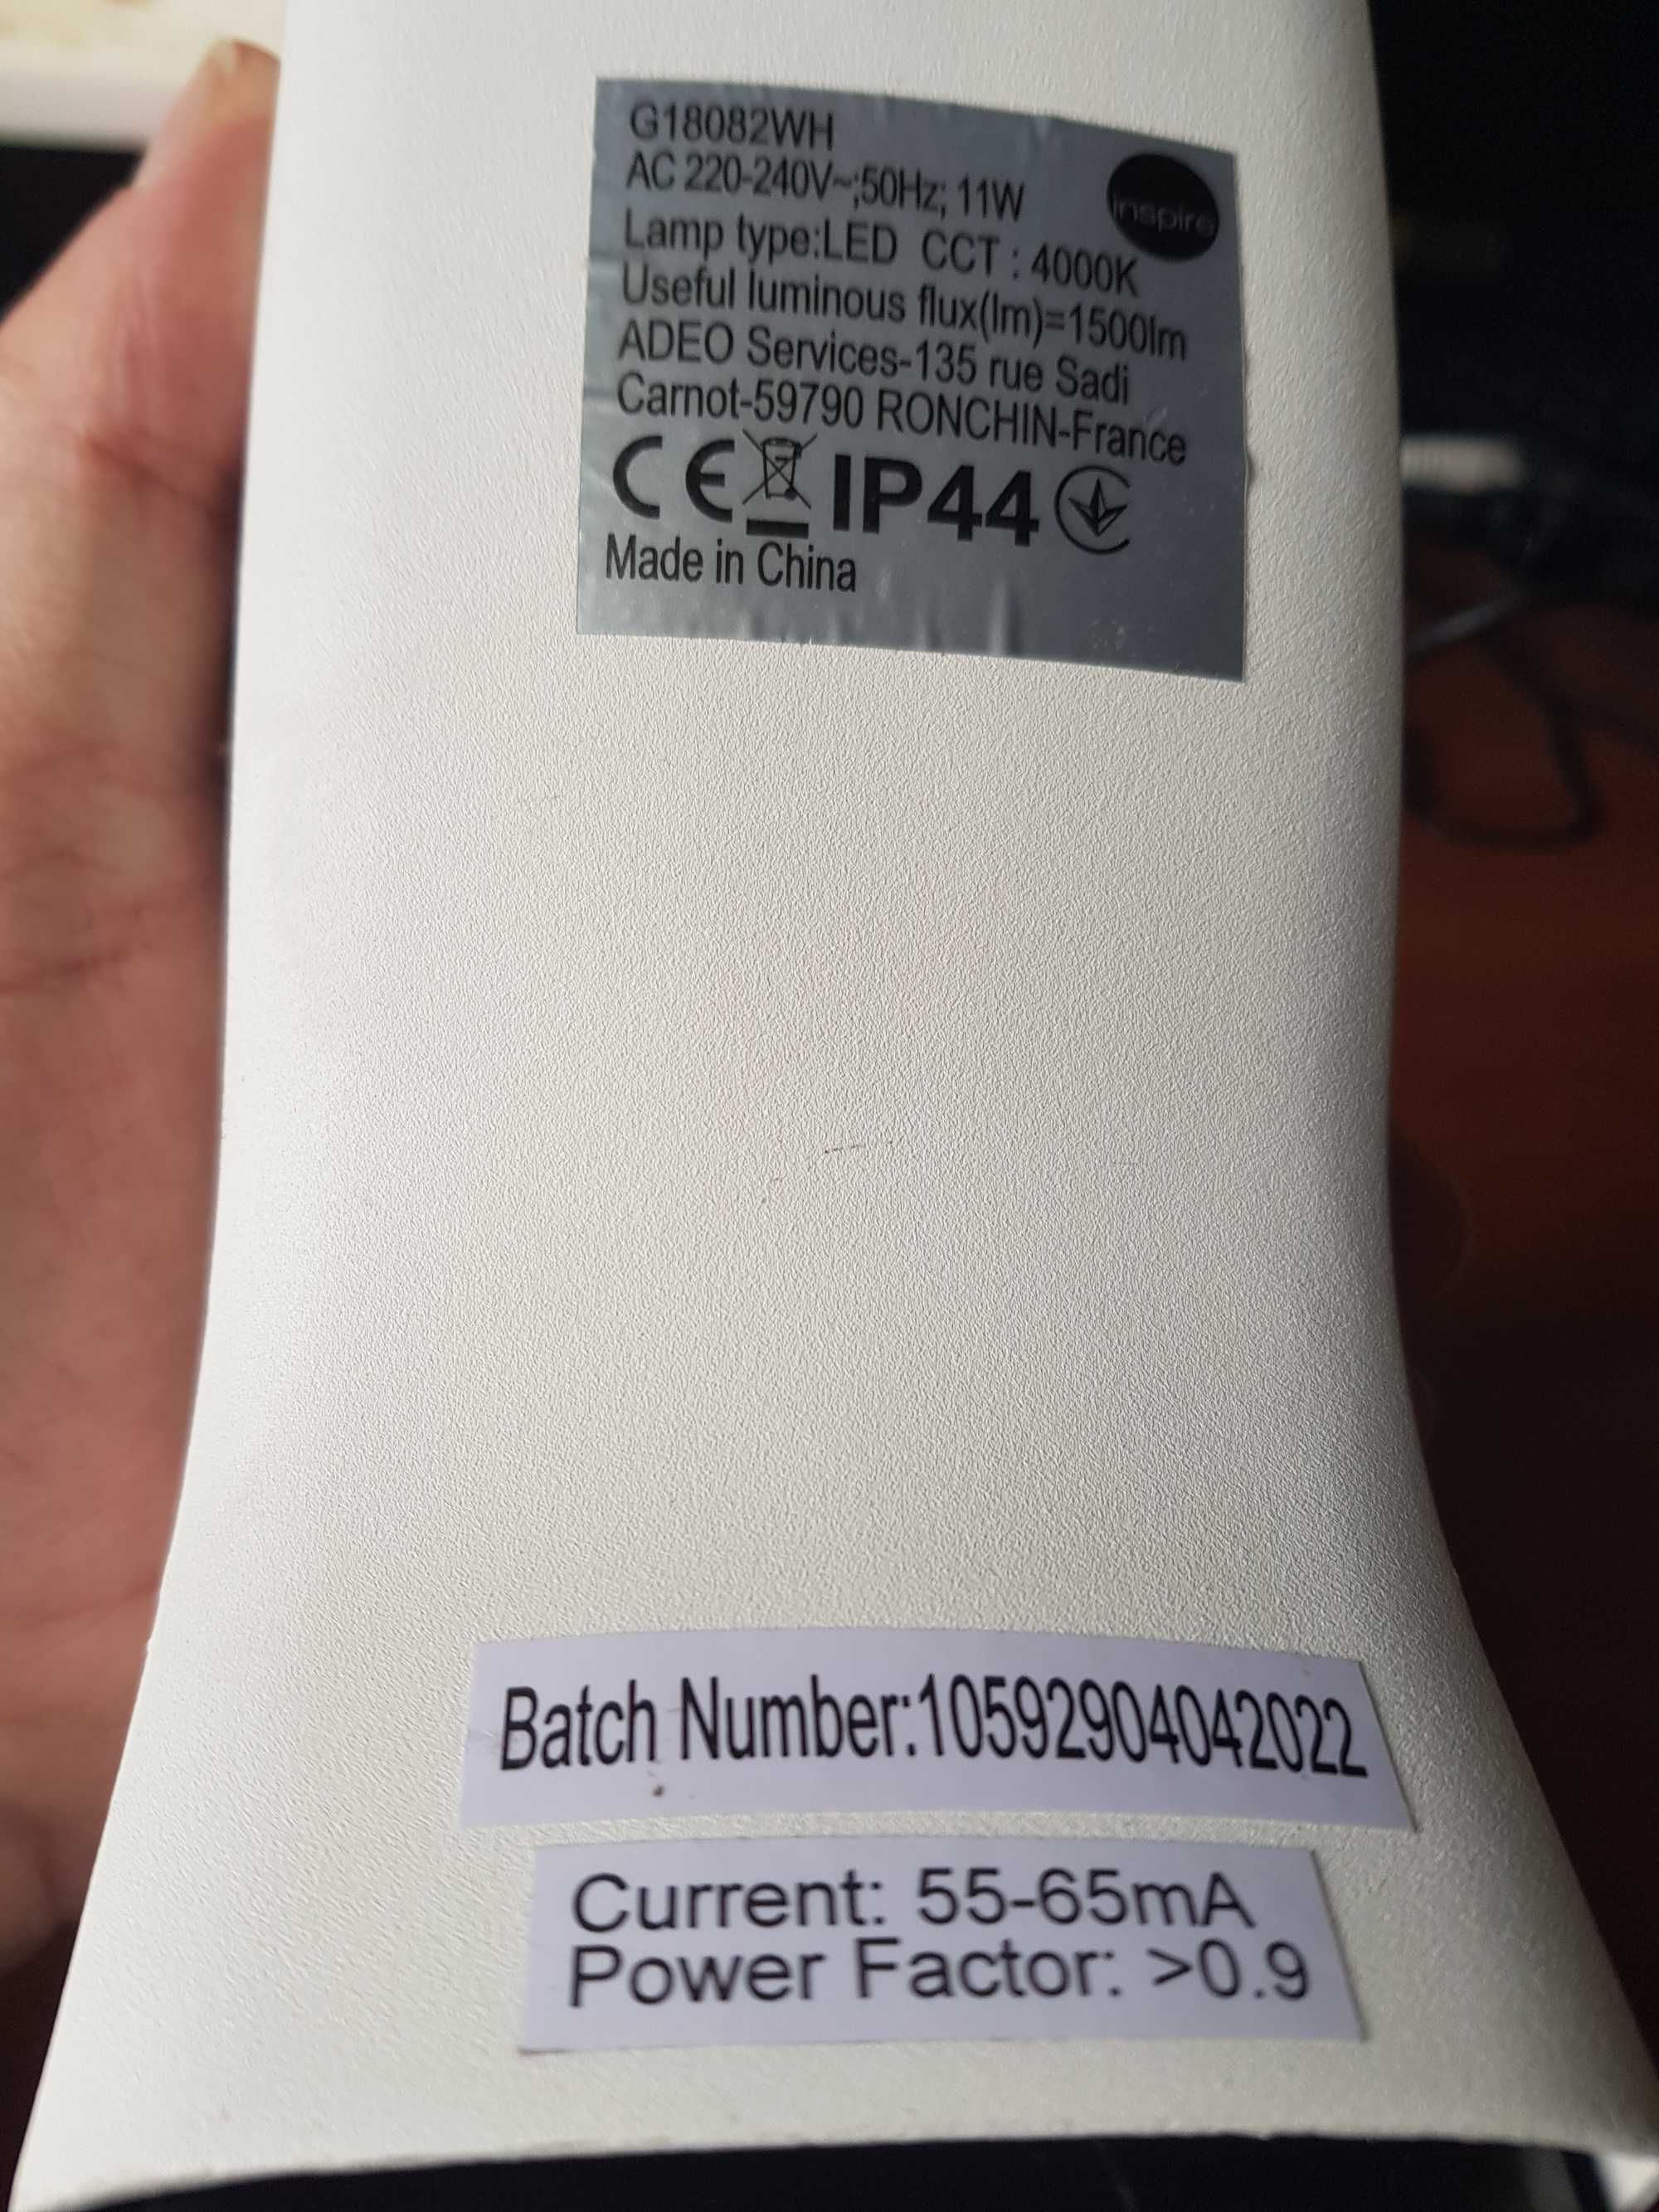 G18082WH
AC 220-240V~;50Hz; 11W
inspire
Lamp type:LED CCT : 4000K
Useful luminous flux(lm)=1500lm
ADEO Services-135 rue Sadi
Carnot-59790 RONCHIN-France
CE IP44
Made in China
Batch Number:10592904042022
Current: 55-65mA
Power Factor: >0.9